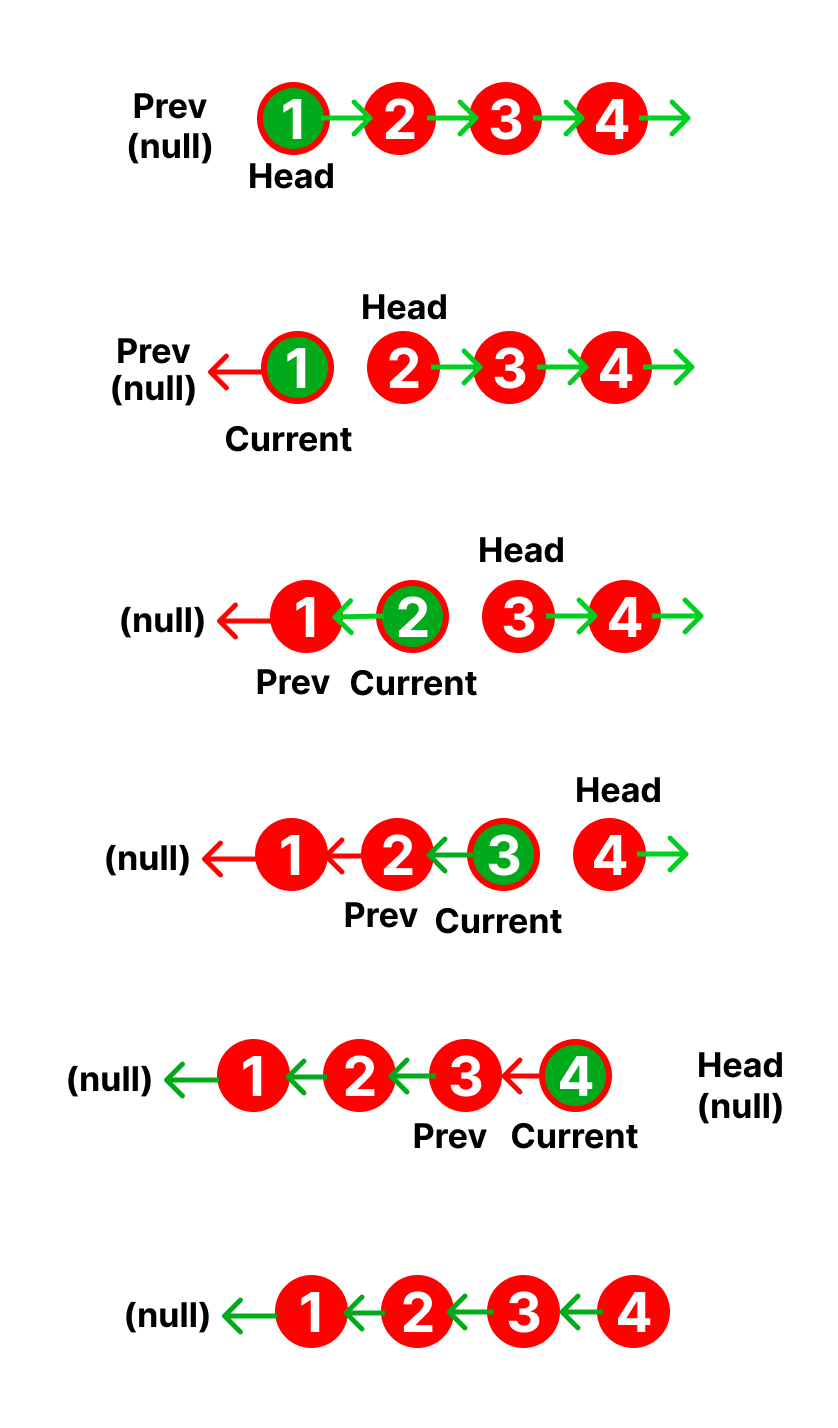 Prev
(null)
1 2 3 4
Head
Head
Prev
(null)
1 2 3 4
Current
Head
(null) 1 2 3 4
Prev Current
Head
(null) 1 2 3 4
Prev Current
(null) 1 2 3 4
Head
(null)
Prev Current
(null) 1 2 3 4